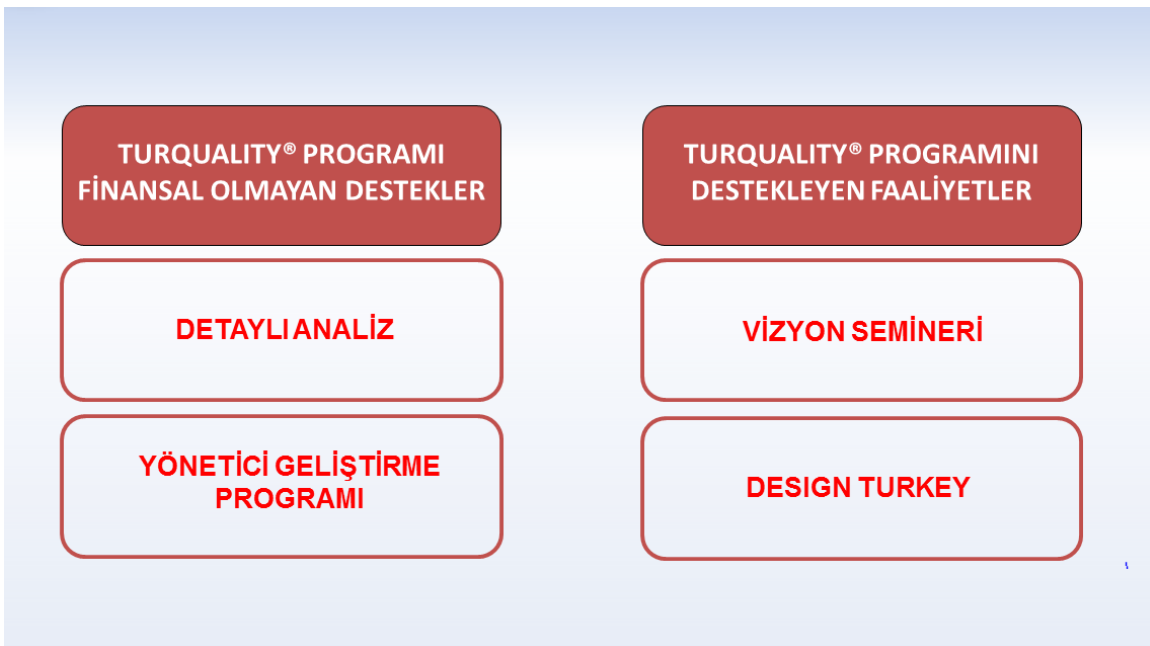 TURQUALITY® PROGRAMI
FİNANSAL OLMAYAN DESTEKLER
DETAYLI ANALİZ
YÖNETİCİ GELİŞTİRME
PROGRAMI
TURQUALITY® PROGRAMINI
DESTEKLEYEN FAALİYETLER
VİZYON SEMİNERİ
DESIGN TURKEY